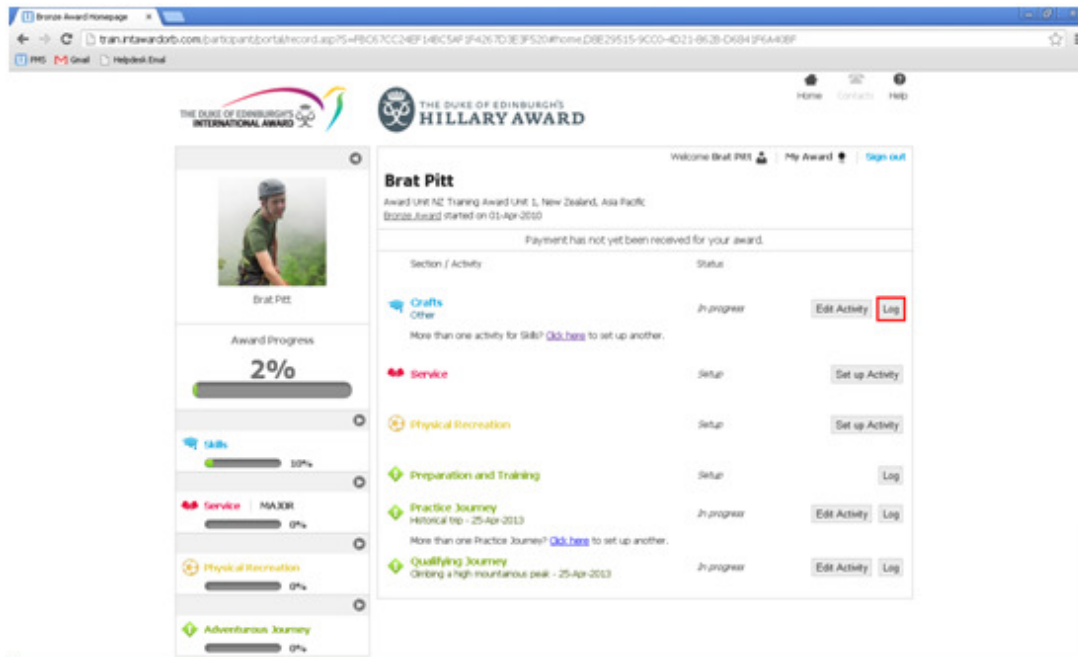 Bronze Award Homepage
FMS Gmail Helpdesk Email
Home Contacts Help
THE DUKE OF EDINBURGH'S
INTERNATIONAL AWARD
THE DUKE OF EDINBURGH'S
HILLARY AWARD
Welcome Brat Pitt My Award Sign out
Brat Pitt
Award Unit NZ Training Award Unit 1, New Zealand, Asia Pacific
Bronze Award started on 01-Apr-2010
Payment has not yet been received for your award.
Section / Activity Status
Crafts
Other
In progress Edit Activity Log
More than one activity for Skills? Click here to set up another.
Service Setup Set up Activity
Physical Recreation Setup Set up Activity
Preparation and Training Setup Log
Practice Journey
Historical trip - 25-Apr-2013
In progress Edit Activity Log
More than one Practice Journey? Click here to set up another.
Qualifying Journey
Climbing a high mountainous peak - 25-Apr-2013
In progress Edit Activity Log
Brat Pitt
Award Progress
2%
Skills
10%
Service MAJOR
0%
Physical Recreation
0%
Adventurous Journey
0%